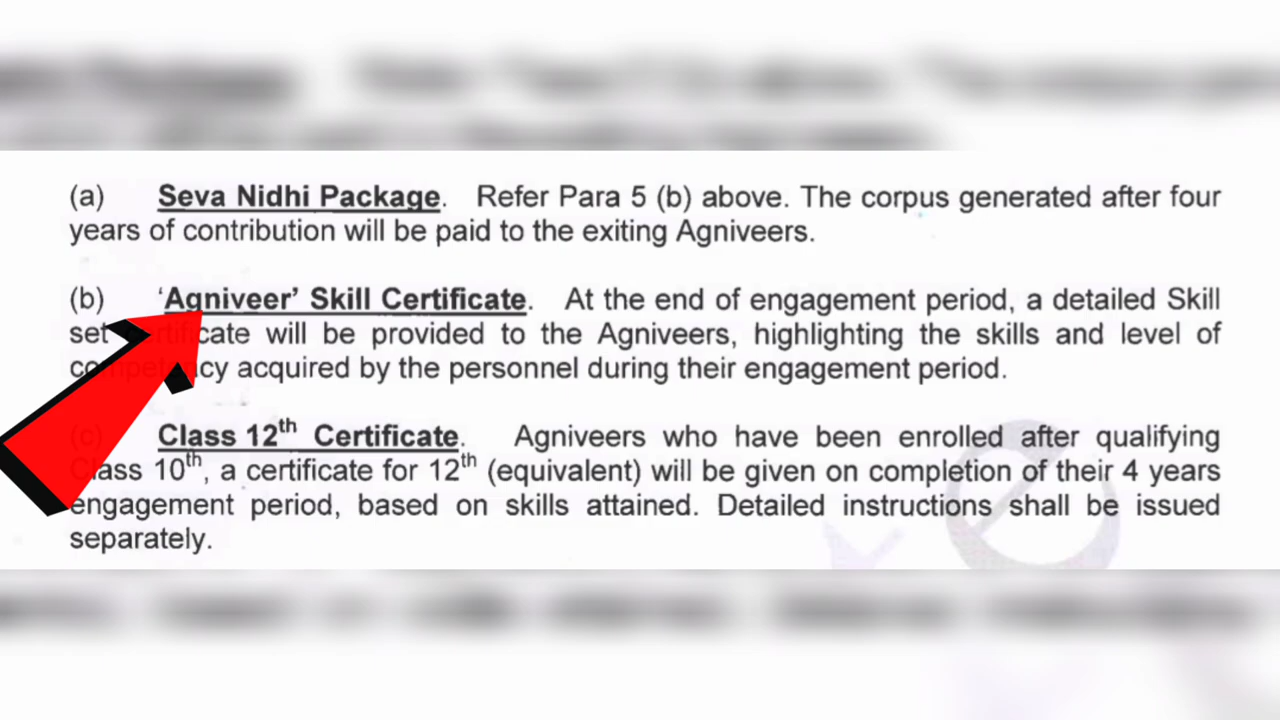 (a) Seva Nidhi Package. Refer Para 5 (b) above. The corpus generated after four
years of contribution will be paid to the exiting Agniveers.
(b) ‘Agniveer’ Skill Certificate. At the end of engagement period, a detailed Skill
set certificate will be provided to the Agniveers, highlighting the skills and level of
competency acquired by the personnel during their engagement period.
(c) Class 12th Certificate. Agniveers who have been enrolled after qualifying
Class 10th, a certificate for 12th (equivalent) will be given on completion of their 4 years
engagement period, based on skills attained. Detailed instructions shall be issued
separately.